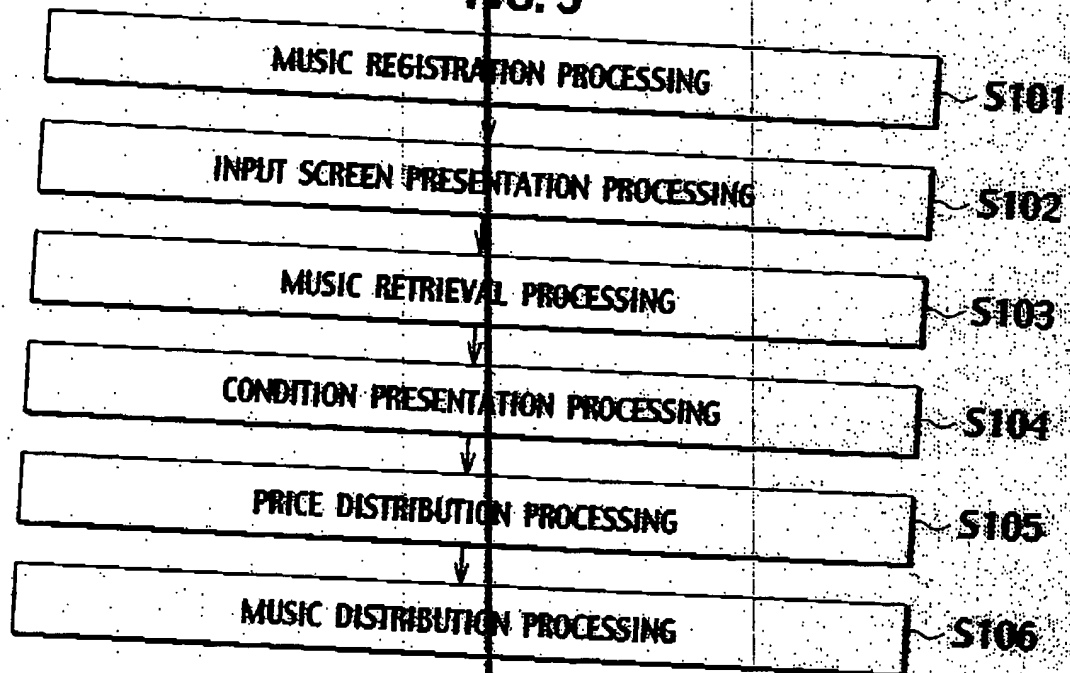 MUSIC REGISTRATION PROCESSING S101
INPUT SCREEN PRESENTATION PROCESSING S102
MUSIC RETRIEVAL PROCESSING S103
CONDITION PRESENTATION PROCESSING S104
PRICE DISTRIBUTION PROCESSING S105
MUSIC DISTRIBUTION PROCESSING S106